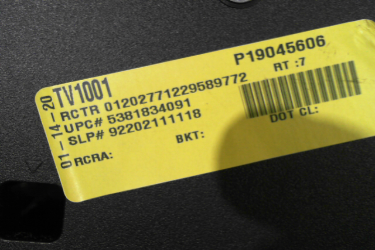 01-14-20
TV1001
P19045606
RCTR 01202771229589772
RT :7
UPC# 5381834091
SLP# 92202111118
BKT:
DOT CL:
RCRA: